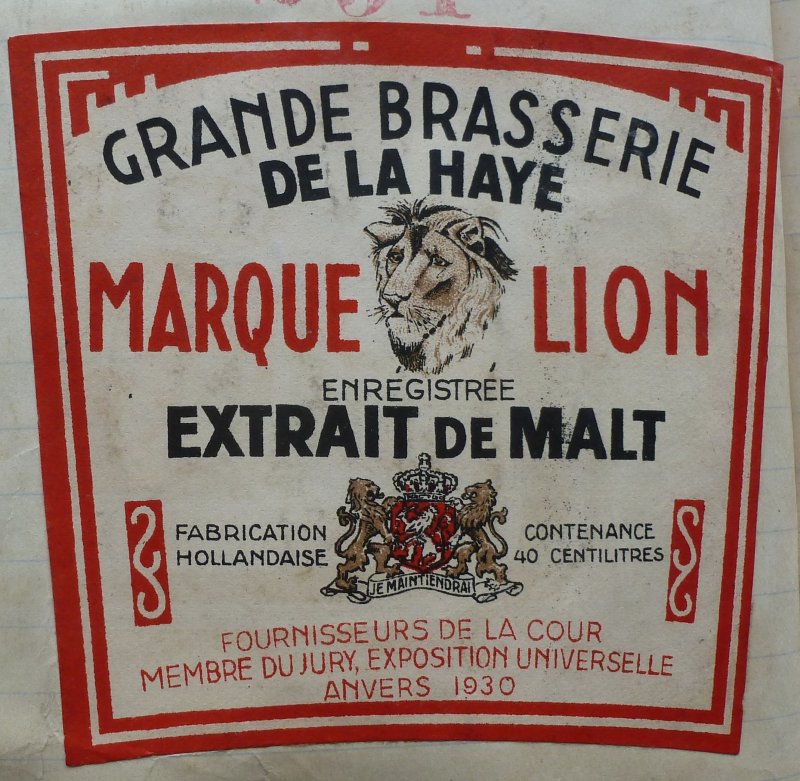 GRANDE BRASSERIE
DE LA HAYE
MARQUE LION
ENRÉGISTRÉE
EXTRAIT DE MALT
FABRICATION
HOLLANDAISE
CONTENANCE
40 CENTILITRES
JE MAINTIENDRAI
FOURNISSEURS DE LA COUR
MEMBRE DU JURY, EXPOSITION UNIVERSELLE
ANVERS 1930